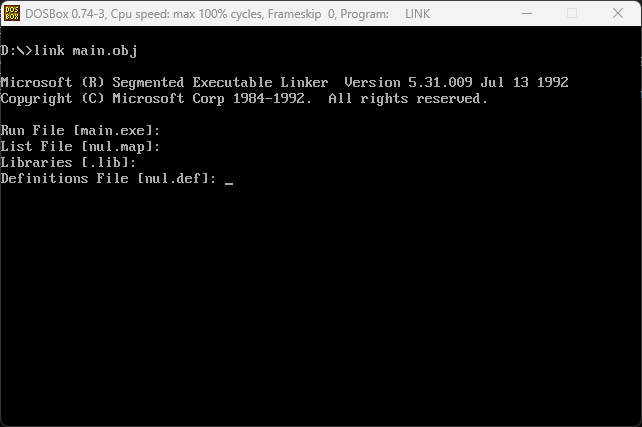 DOS BOX
DOSBox 0.74-3, Cpu speed: max 100% cycles, Frameskip 0, Program: LINK
D:\>link main.obj
Microsoft (R) Segmented Executable Linker  Version 5.31.009 Jul 13 1992
Copyright (C) Microsoft Corp 1984-1992.  All rights reserved.
Run File [main.exe]:
List File [nul.map]:
Libraries [.lib]:
Definitions File [nul.def]: _